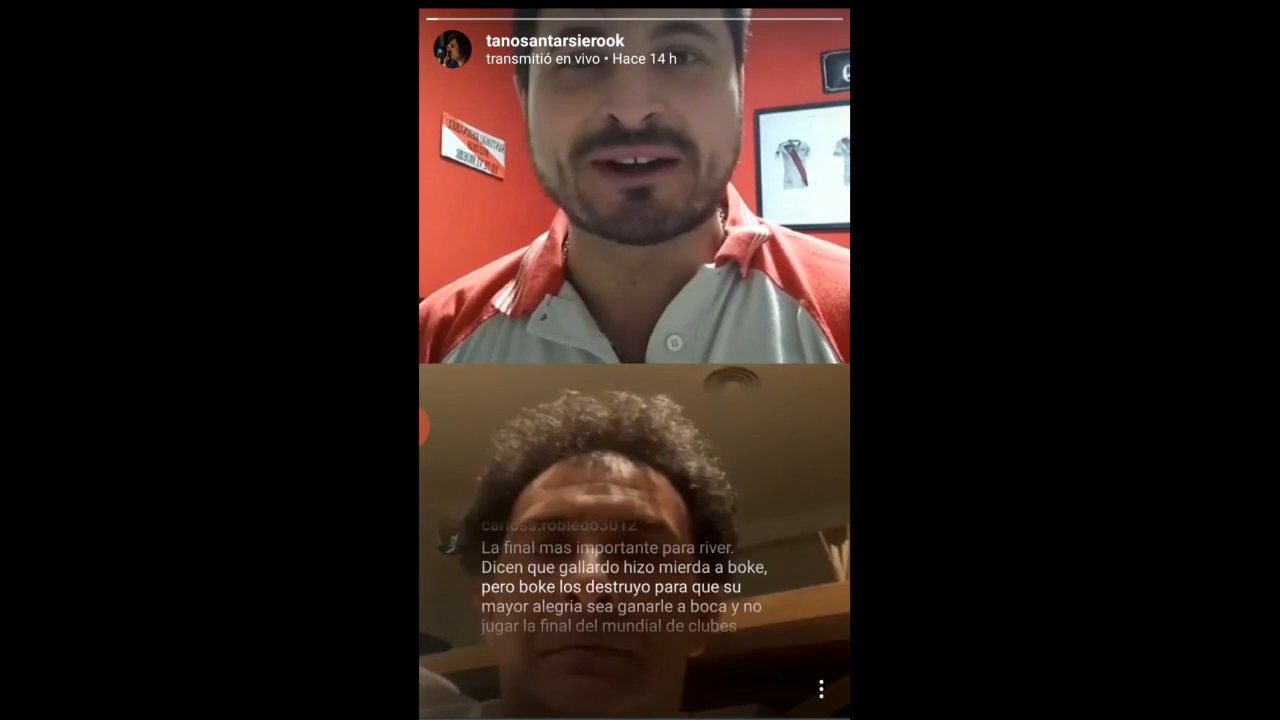 tanosantarsierook
transmitió en vivo • Hace 14 h
carloss.robledo3012
La final mas importante para river.
Dicen que gallardo hizo mierda a boke,
pero boke los destruyo para que su
mayor alegria sea ganarle a boca y no
jugar la final del mundial de clubes